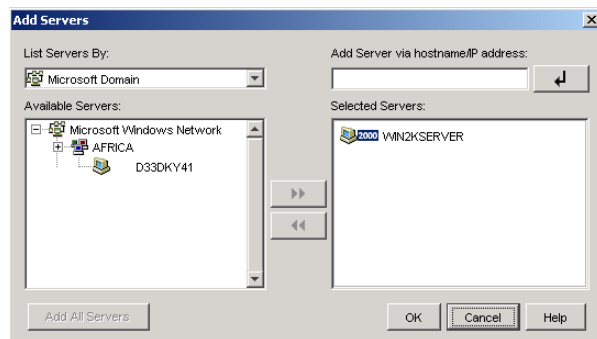 Add Servers
List Servers By:
Add Server via hostname/IP address:
Microsoft Domain
Available Servers:
Selected Servers:
Microsoft Windows Network
AFRICA
D33DKY41
2000 WIN2KSERVER
Add All Servers
OK
Cancel
Help